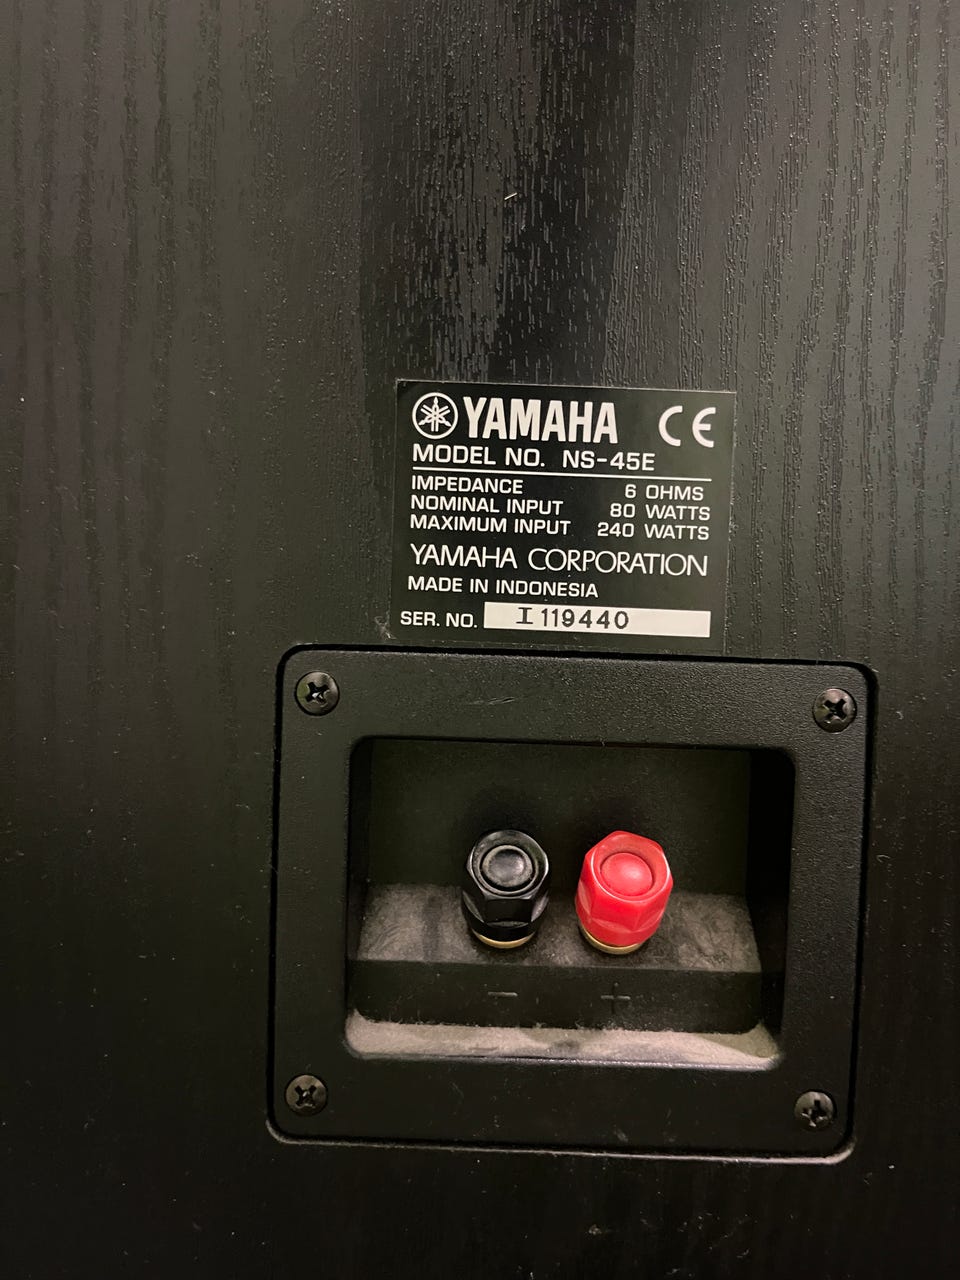 YAMAHA CE
MODEL NO. NS-45E
IMPEDANCE 6 OHMS
NOMINAL INPUT 80 WATTS
MAXIMUM INPUT 240 WATTS
YAMAHA CORPORATION
MADE IN INDONESIA
SER. NO. I119440
− +